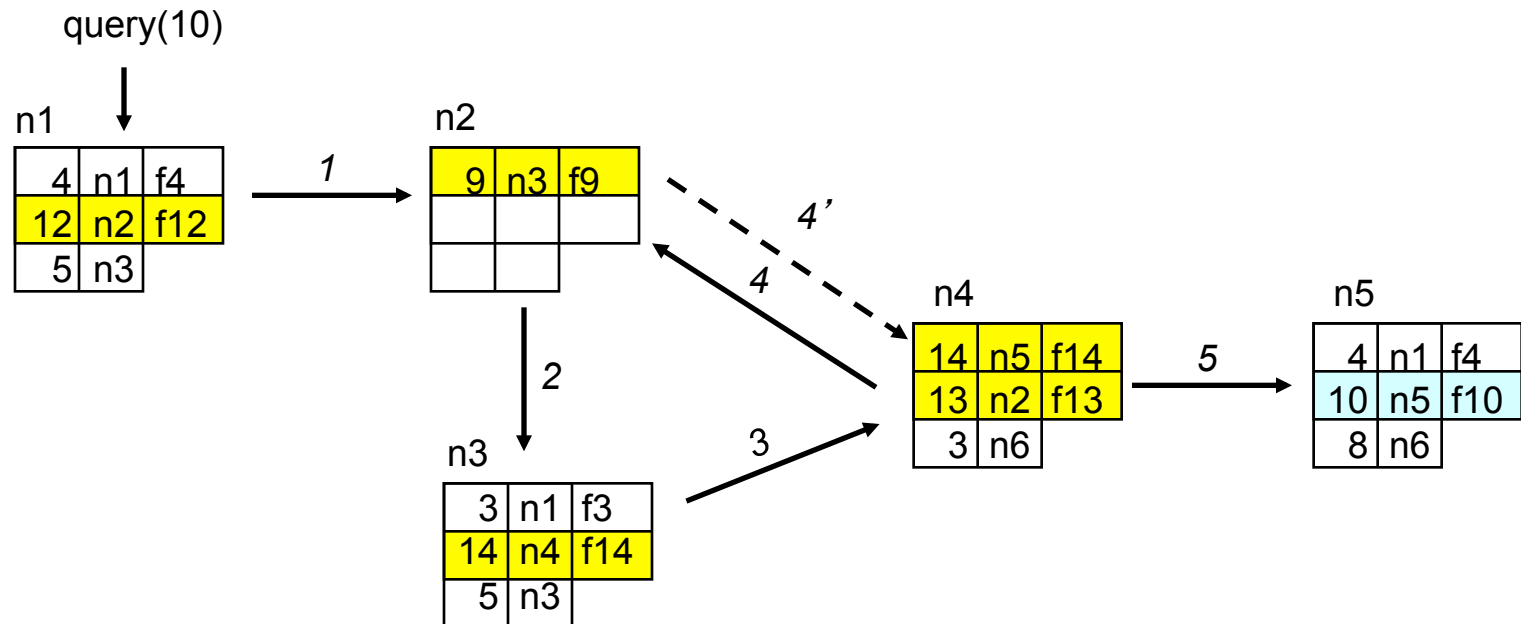 query(10)
n1
4 n1 f4
12 n2 f12
5 n3
1
n2
9 n3 f9
2
n3
3 n1 f3
14 n4 f14
5 n3
3
4
4’
n4
14 n5 f14
13 n2 f13
3 n6
5
n5
4 n1 f4
10 n5 f10
8 n6